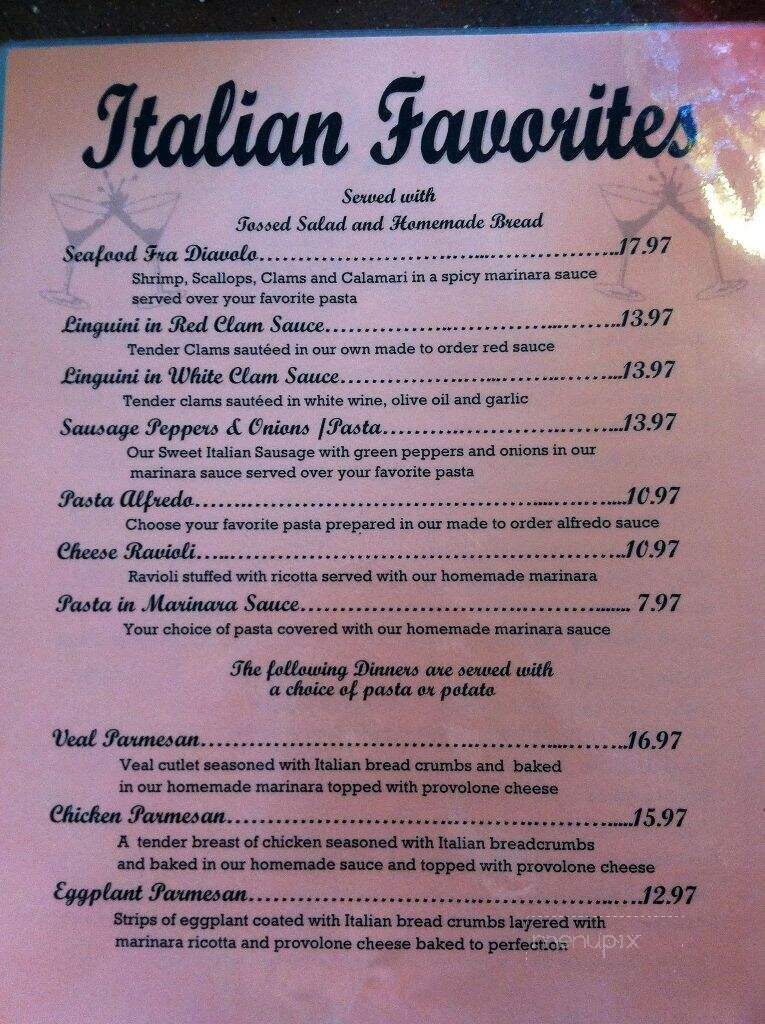 Italian Favorites
Served with
Tossed Salad and Homemade Bread
Seafood Fra Diavolo..................................................17.97
Shrimp, Scallops, Clams and Calamari in a spicy marinara sauce
served over your favorite pasta
Linguini in Red Clam Sauce..........................................13.97
Tender Clams sautéed in our own made to order red sauce
Linguini in White Clam Sauce........................................13.97
Tender clams sautéed in white wine, olive oil and garlic
Sausage Peppers & Onions /Pasta...................................13.97
Our Sweet Italian Sausage with green peppers and onions in our
marinara sauce served over your favorite pasta
Pasta Alfredo............................................................10.97
Choose your favorite pasta prepared in our made to order alfredo sauce
Cheese Ravioli...........................................................10.97
Ravioli stuffed with ricotta served with our homemade marinara
Pasta in Marinara Sauce............................................. 7.97
Your choice of pasta covered with our homemade marinara sauce
The following Dinners are served with
a choice of pasta or potato
Veal Parmesan..........................................................16.97
Veal cutlet seasoned with Italian bread crumbs and baked
in our homemade marinara topped with provolone cheese
Chicken Parmesan......................................................15.97
A tender breast of chicken seasoned with Italian breadcrumbs
and baked in our homemade sauce and topped with provolone cheese
Eggplant Parmesan.....................................................12.97
Strips of eggplant coated with Italian bread crumbs layered with
marinara ricotta and provolone cheese baked to perfection
menupix